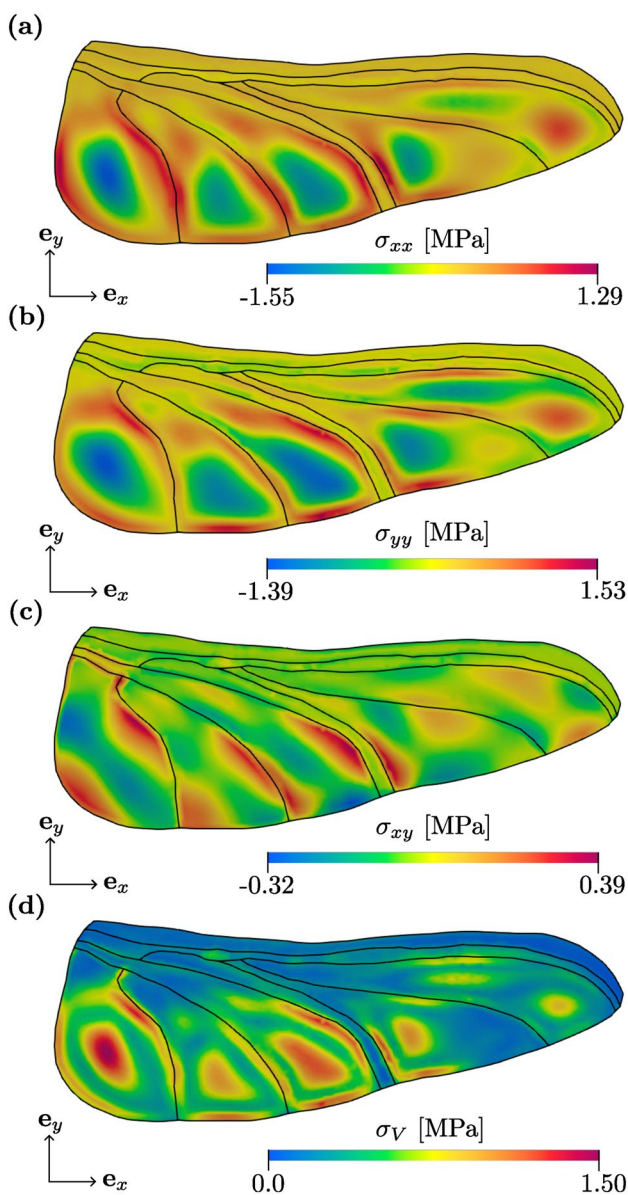 (a)
σ_xx [MPa]
e_y
e_x
-1.55 1.29
(b)
σ_yy [MPa]
e_y
e_x
-1.39 1.53
(c)
σ_xy [MPa]
e_y
e_x
-0.32 0.39
(d)
σ_V [MPa]
e_y
e_x
0.0 1.50